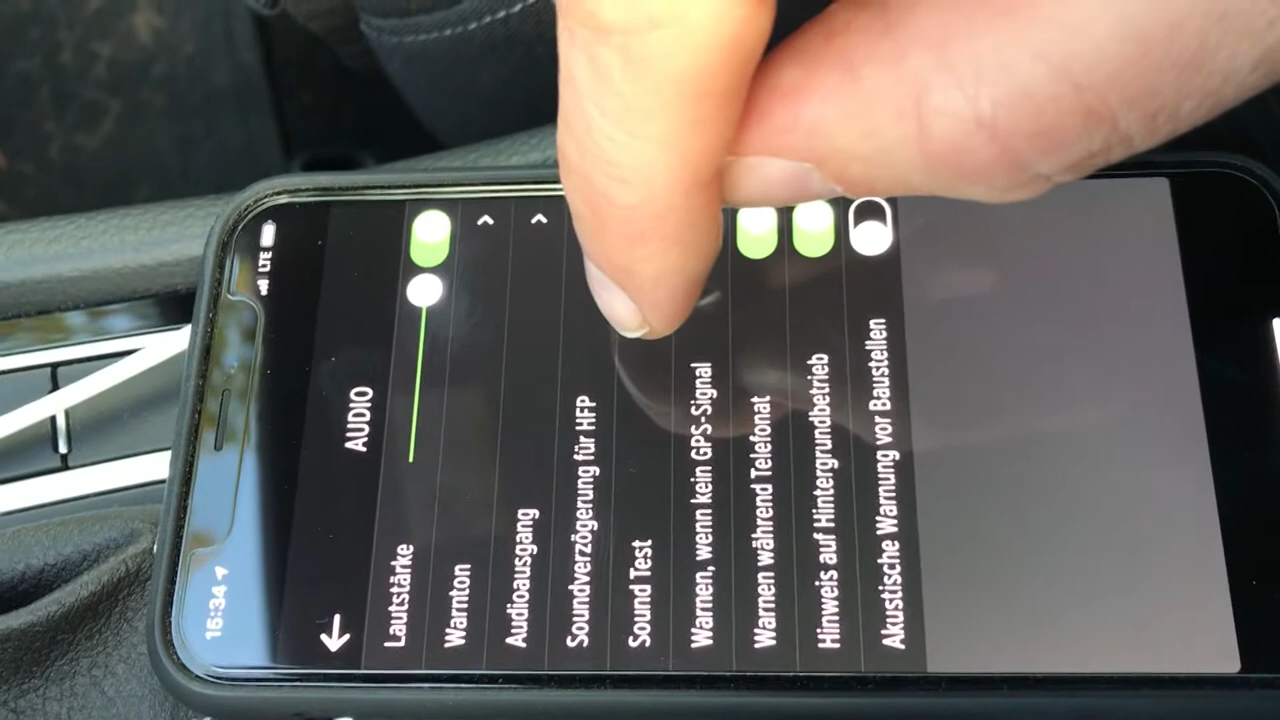 15:34
LTE
AUDIO
Lautstärke
Warnton
Audioausgang
Soundverzögerung für HFP
Sound Test
Warnen, wenn kein GPS-Signal
Warnen während Telefonat
Hinweis auf Hintergrundbetrieb
Akustische Warnung vor Baustellen